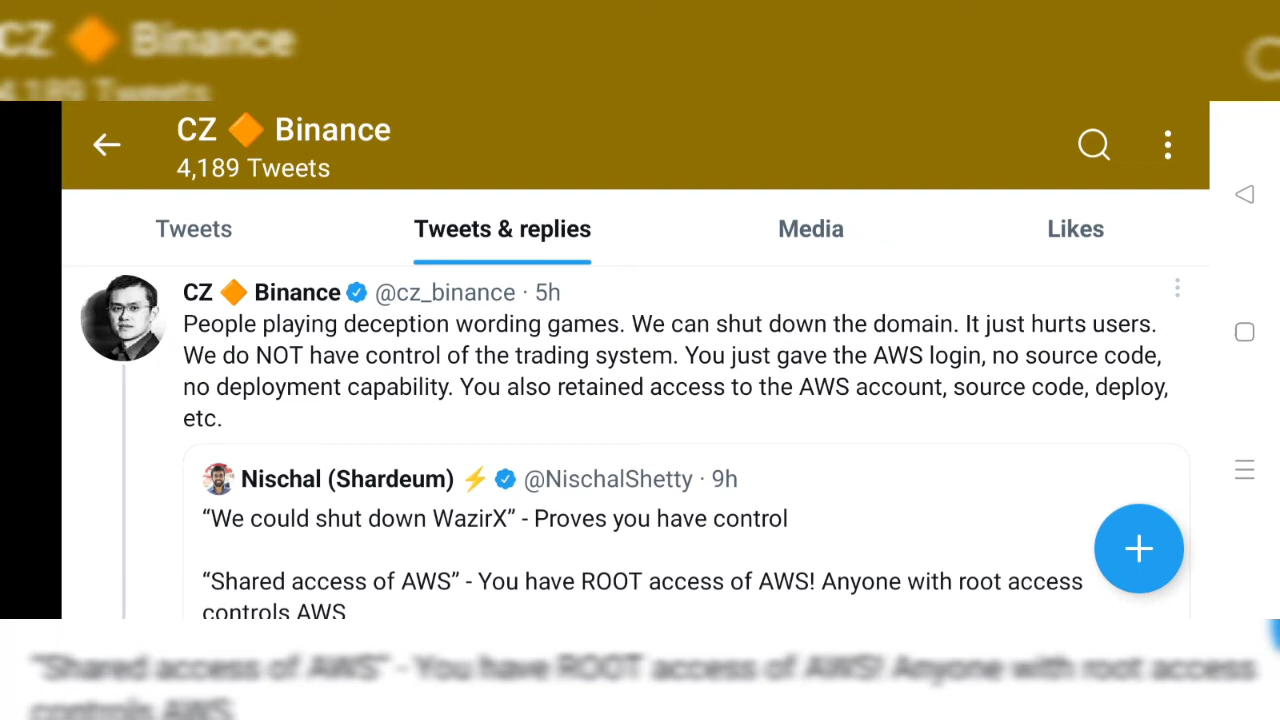 CZ 🔶 Binance
4,189 Tweets
CZ 🔶 Binance
4,189 Tweets
Tweets
Tweets & replies
Media
Likes
CZ 🔶 Binance @cz_binance · 5h
People playing deception wording games. We can shut down the domain. It just hurts users.
We do NOT have control of the trading system. You just gave the AWS login, no source code,
no deployment capability. You also retained access to the AWS account, source code, deploy,
etc.
Nischal (Shardeum) ⚡ @NischalShetty · 9h
“We could shut down WazirX” - Proves you have control
“Shared access of AWS” - You have ROOT access of AWS! Anyone with root access
controls AWS
“Shared access of AWS” - You have ROOT access of AWS! Anyone with root access
controls AWS